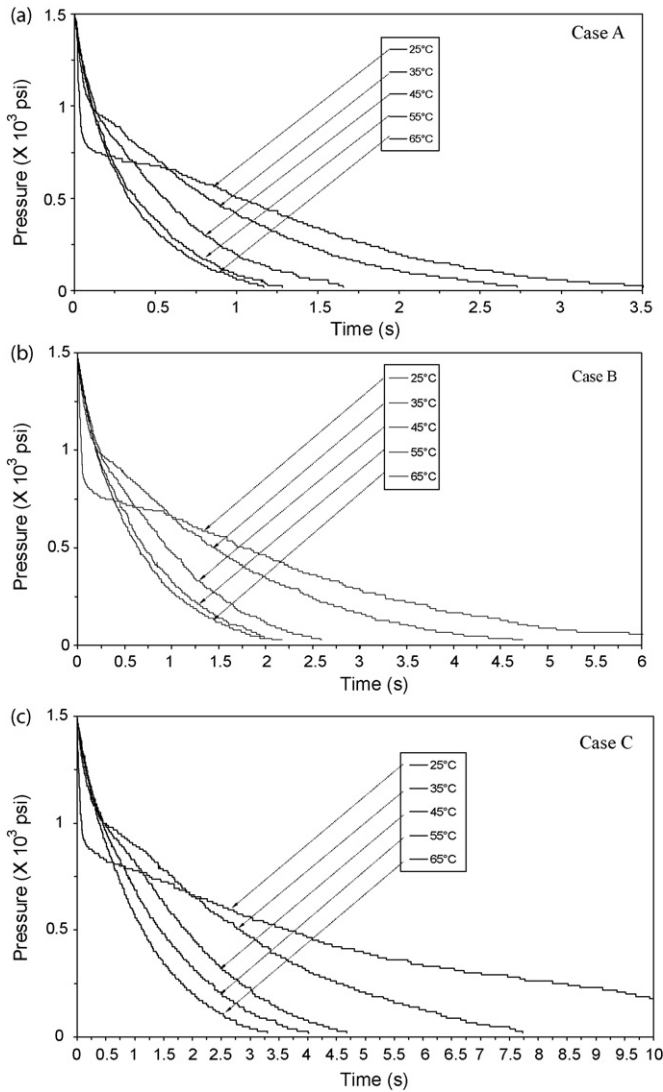 (a)
Case A
Pressure (X 10³ psi)
1.5
1
0.5
0
25°C
35°C
45°C
55°C
65°C
0 0.5 1 1.5 2 2.5 3 3.5
Time (s)
(b)
Case B
Pressure (X 10³ psi)
1.5
1
0.5
0
25°C
35°C
45°C
55°C
65°C
0 0.5 1 1.5 2 2.5 3 3.5 4 4.5 5 5.5 6
Time (s)
(c)
Case C
Pressure (X 10³ psi)
1.5
1
0.5
0
25°C
35°C
45°C
55°C
65°C
0 0.5 1 1.5 2 2.5 3 3.5 4 4.5 5 5.5 6 6.5 7 7.5 8 8.5 9 9.5 10
Time (s)